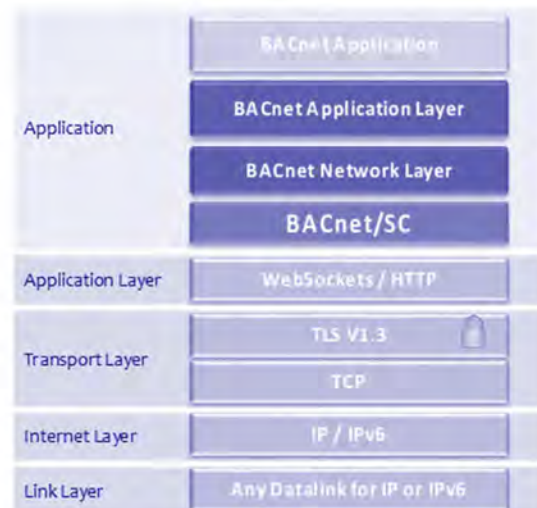 BACnet Application
Application
BACnet Application Layer
BACnet Network Layer
BACnet/SC
Application Layer
WebSockets / HTTP
Transport Layer
TLS V1.3
TCP
Internet Layer
IP / IPv6
Link Layer
Any Datalink for IP or IPv6